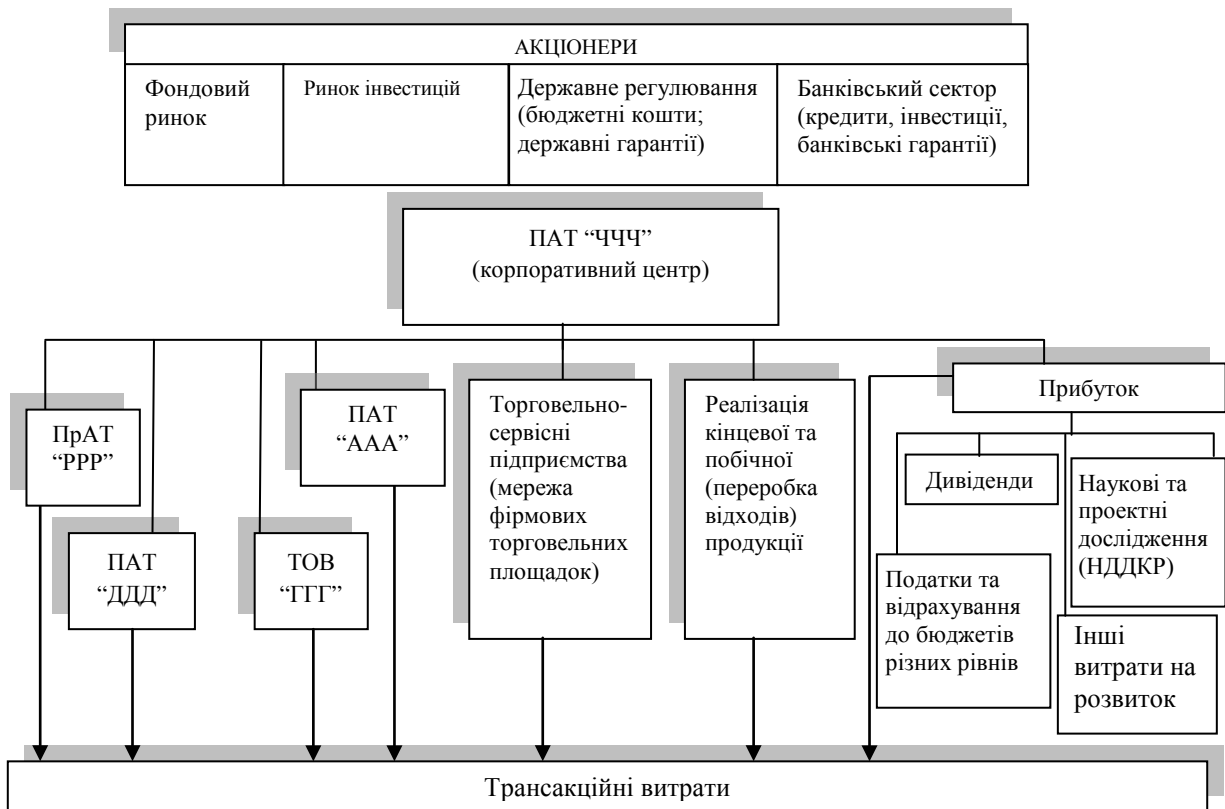 АКЦІОНЕРИ
Фондовий
ринок
Ринок інвестицій
Державне регулювання
(бюджетні кошти;
державні гарантії)
Банківський сектор
(кредити, інвестиції,
банківські гарантії)
ПАТ “ЧЧЧ”
(корпоративний центр)
ПрАТ
“РРР”
ПАТ
“ДДД”
ТОВ
“ГГГ”
ПАТ
“ААА”
Торговельно-
сервісні
підприємства
(мережа
фірмових
торговельних
площадок)
Реалізація
кінцевої та
побічної
(переробка
відходів)
продукції
Прибуток
Дивіденди
Наукові та
проектні
дослідження
(НДДКР)
Податки та
відрахування
до бюджетів
різних рівнів
Інші
витрати на
розвиток
Трансакційні витрати